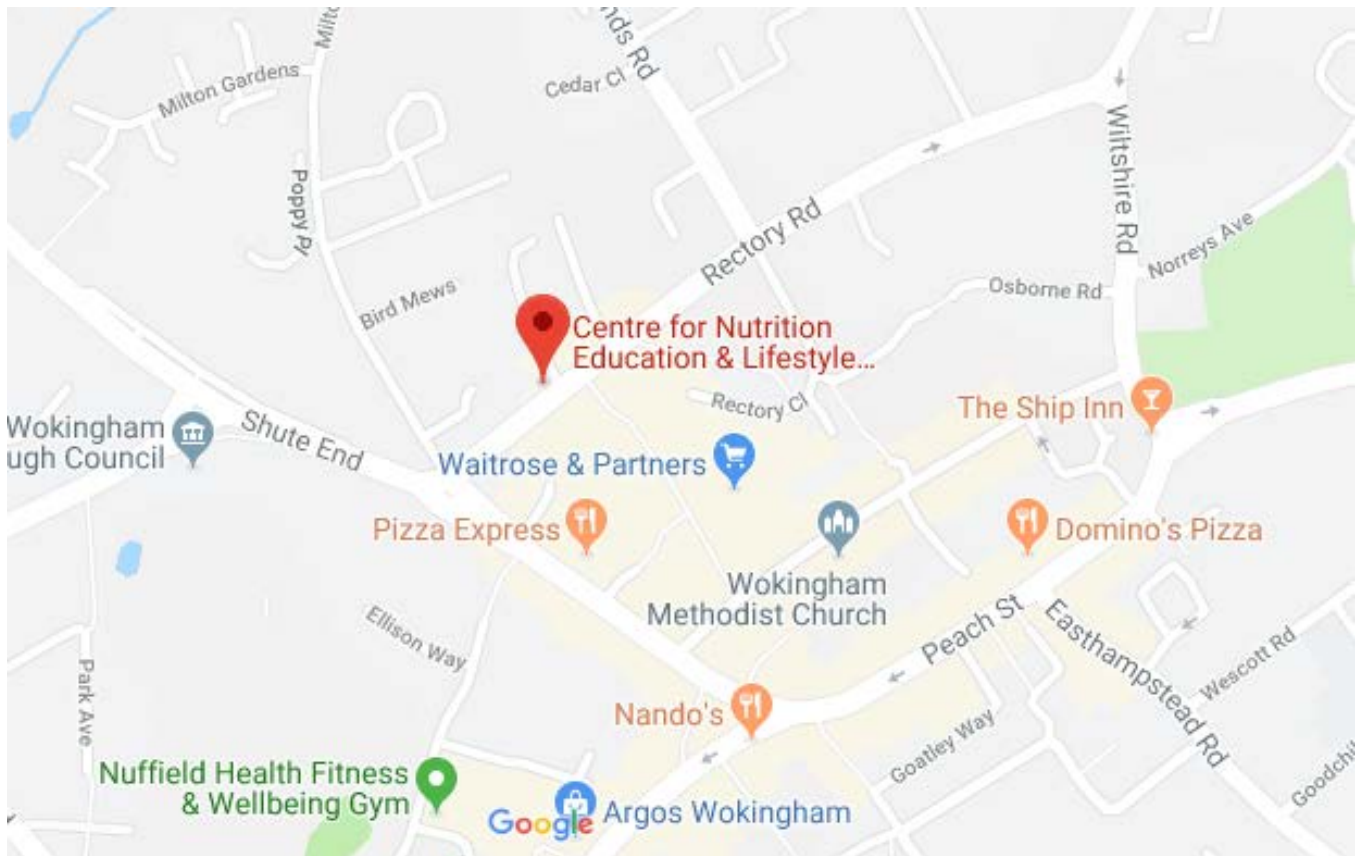 nds Rd
Milt
Milton Gardens
Cedar Cl
Wiltshire Rd
Poppy Pl
Rectory Rd
Norreys Ave
Osborne Rd
Bird Mews
Centre for Nutrition
Education & Lifestyle...
Rectory Cl
The Ship Inn
Wokingham
ugh Council
Shute End
Waitrose & Partners
Pizza Express
Domino's Pizza
Wokingham
Methodist Church
Ellison Way
Peach St
Easthampstead Rd
Wescott Rd
Park Ave
Nando's
Goatley Way
Goodchil
Nuffield Health Fitness
& Wellbeing Gym
Google
Argos Wokingham